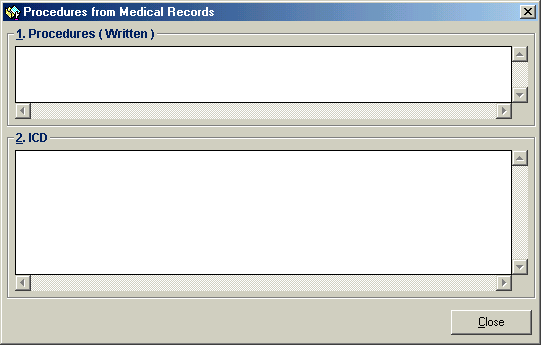 Procedures from Medical Records
1. Procedures ( Written )
2. ICD
Close